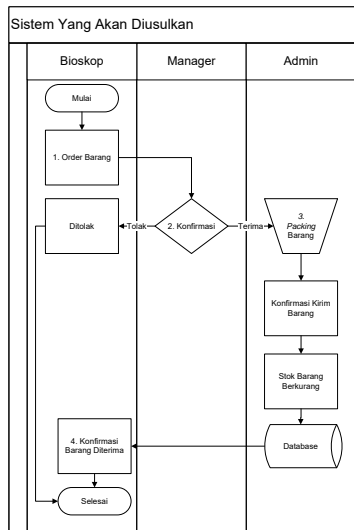 Sistem Yang Akan Diusulkan
Bioskop
Manager
Admin
Mulai
1. Order Barang
Ditolak
Tolak
2. Konfirmasi
Terima
3.
Packing
Barang
Konfirmasi Kirim
Barang
Stok Barang
Berkurang
4. Konfirmasi
Barang Diterima
Database
Selesai